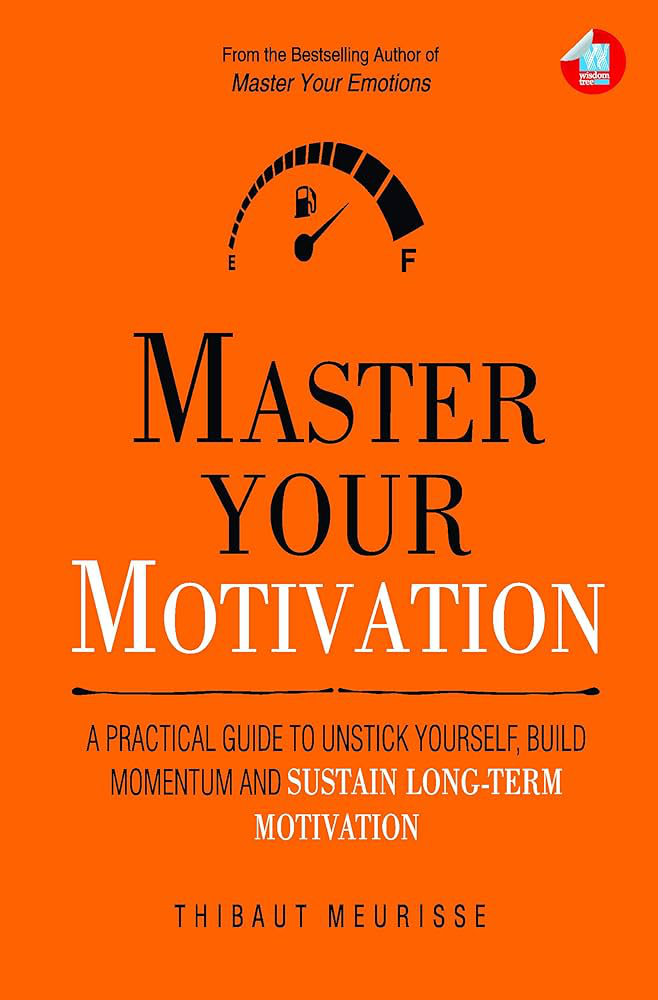 From the Bestselling Author of
Master Your Emotions
W
wisdom
tree
E
F
MASTER
YOUR
MOTIVATION
A PRACTICAL GUIDE TO UNSTICK YOURSELF, BUILD
MOMENTUM AND SUSTAIN LONG-TERM
MOTIVATION
THIBAUT MEURISSE